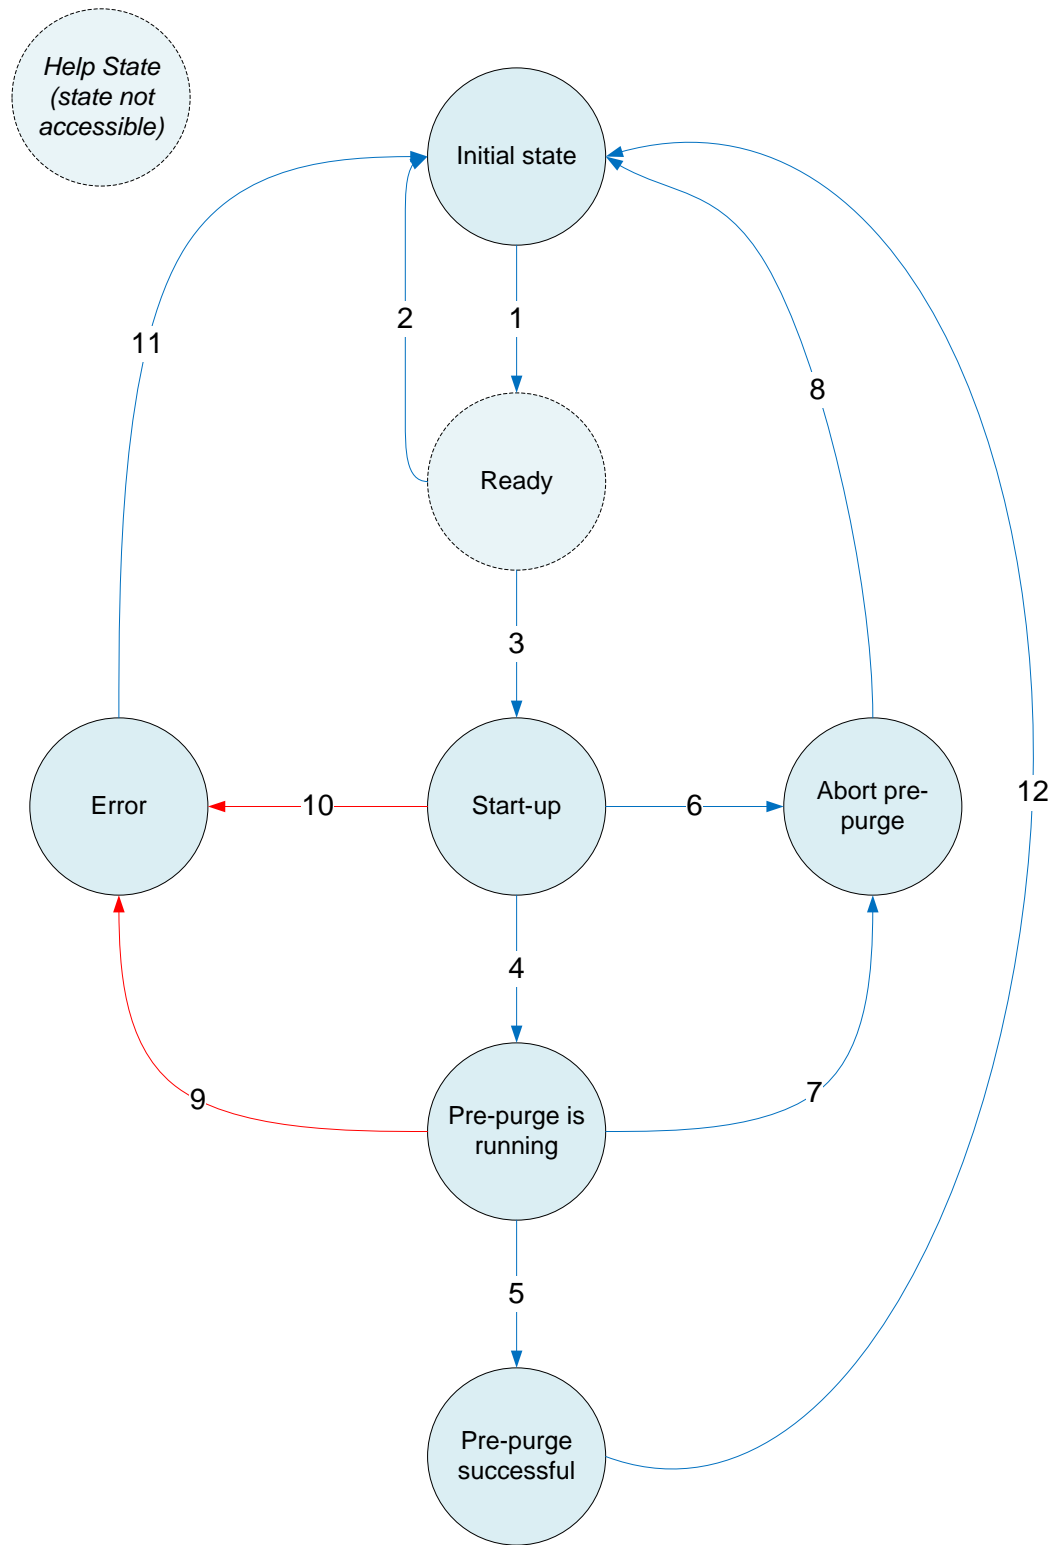 Help State
(state not
accessible)
Initial state
11
2
1
8
Ready
3
Error
10
Start-up
6
Abort pre-
purge
12
4
9
Pre-purge is
running
7
5
Pre-purge
successful